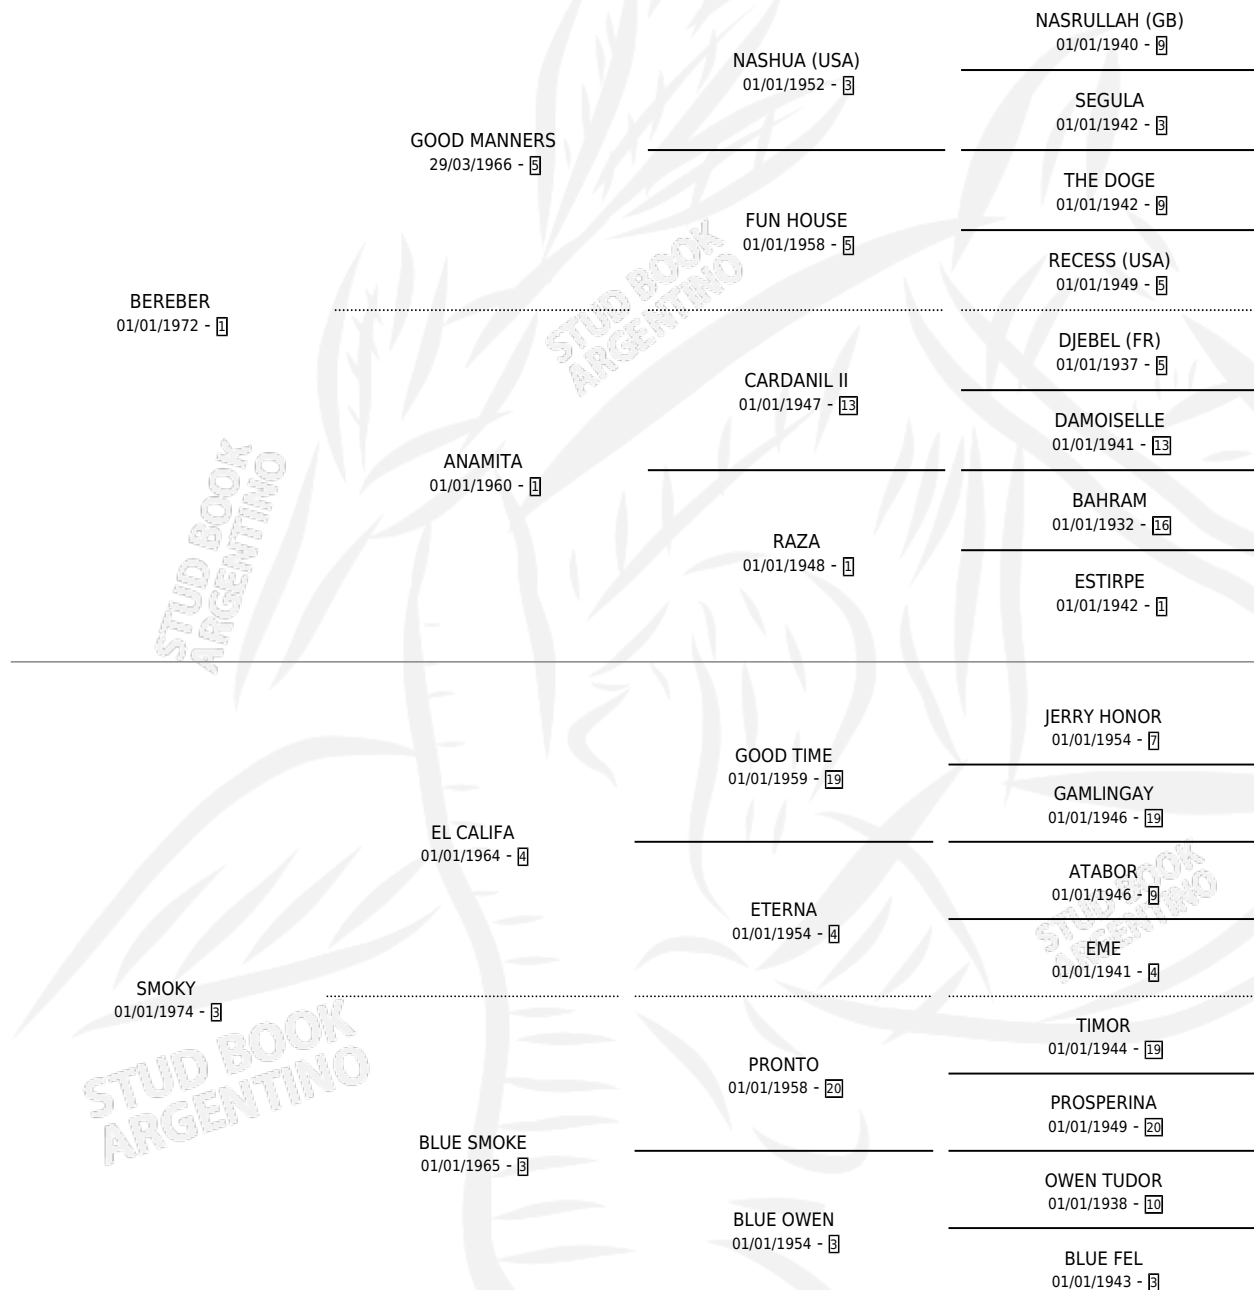 NASRULLAH (GB)
01/01/1940 - 9
NASHUA (USA)
01/01/1952 - 3
SEGULA
01/01/1942 - 3
GOOD MANNERS
29/03/1966 - 5
THE DOGE
01/01/1942 - 9
FUN HOUSE
01/01/1958 - 5
RECESS (USA)
01/01/1949 - 5
BEREBER
01/01/1972 - 1
DJEBEL (FR)
01/01/1937 - 5
CARDANIL II
01/01/1947 - 13
DAMOISELLE
01/01/1941 - 13
ANAMITA
01/01/1960 - 1
BAHRAM
01/01/1932 - 16
RAZA
01/01/1948 - 1
ESTIRPE
01/01/1942 - 1
JERRY HONOR
01/01/1954 - 7
GOOD TIME
01/01/1959 - 19
GAMLINGAY
01/01/1946 - 19
EL CALIFA
01/01/1964 - 4
ATABOR
01/01/1946 - 9
ETERNA
01/01/1954 - 4
EME
01/01/1941 - 4
SMOKY
01/01/1974 - 3
TIMOR
01/01/1944 - 19
PRONTO
01/01/1958 - 20
PROSPERINA
01/01/1949 - 20
BLUE SMOKE
01/01/1965 - 3
OWEN TUDOR
01/01/1938 - 10
BLUE OWEN
01/01/1954 - 3
BLUE FEL
01/01/1943 - 3
STUD BOOK
ARGENTINO
STUD BOOK
ARGENTINO
STUD BOOK
ARGENTINO
STUD BOOK
ARGENTINO